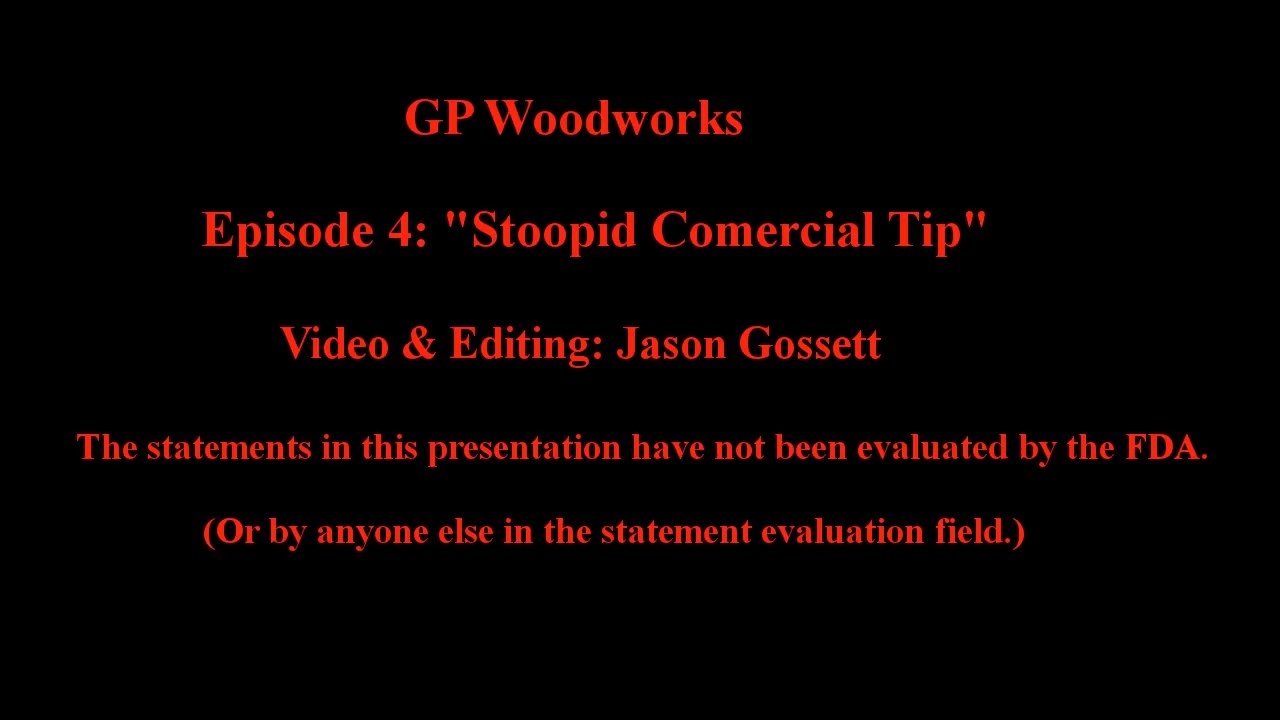 GP Woodworks
Episode 4: "Stoopid Comercial Tip"
Video & Editing: Jason Gossett
The statements in this presentation have not been evaluated by the FDA.
(Or by anyone else in the statement evaluation field.)